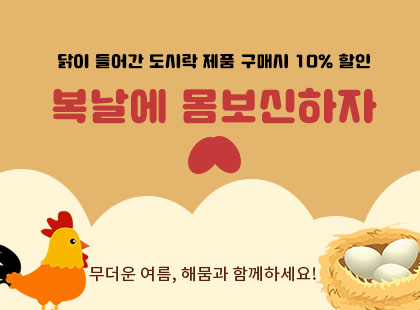 닭이 들어간 도시락 제품 구매시 10% 할인
복날에 몸보신하자
무더운 여름, 해뭄과 함께하세요!